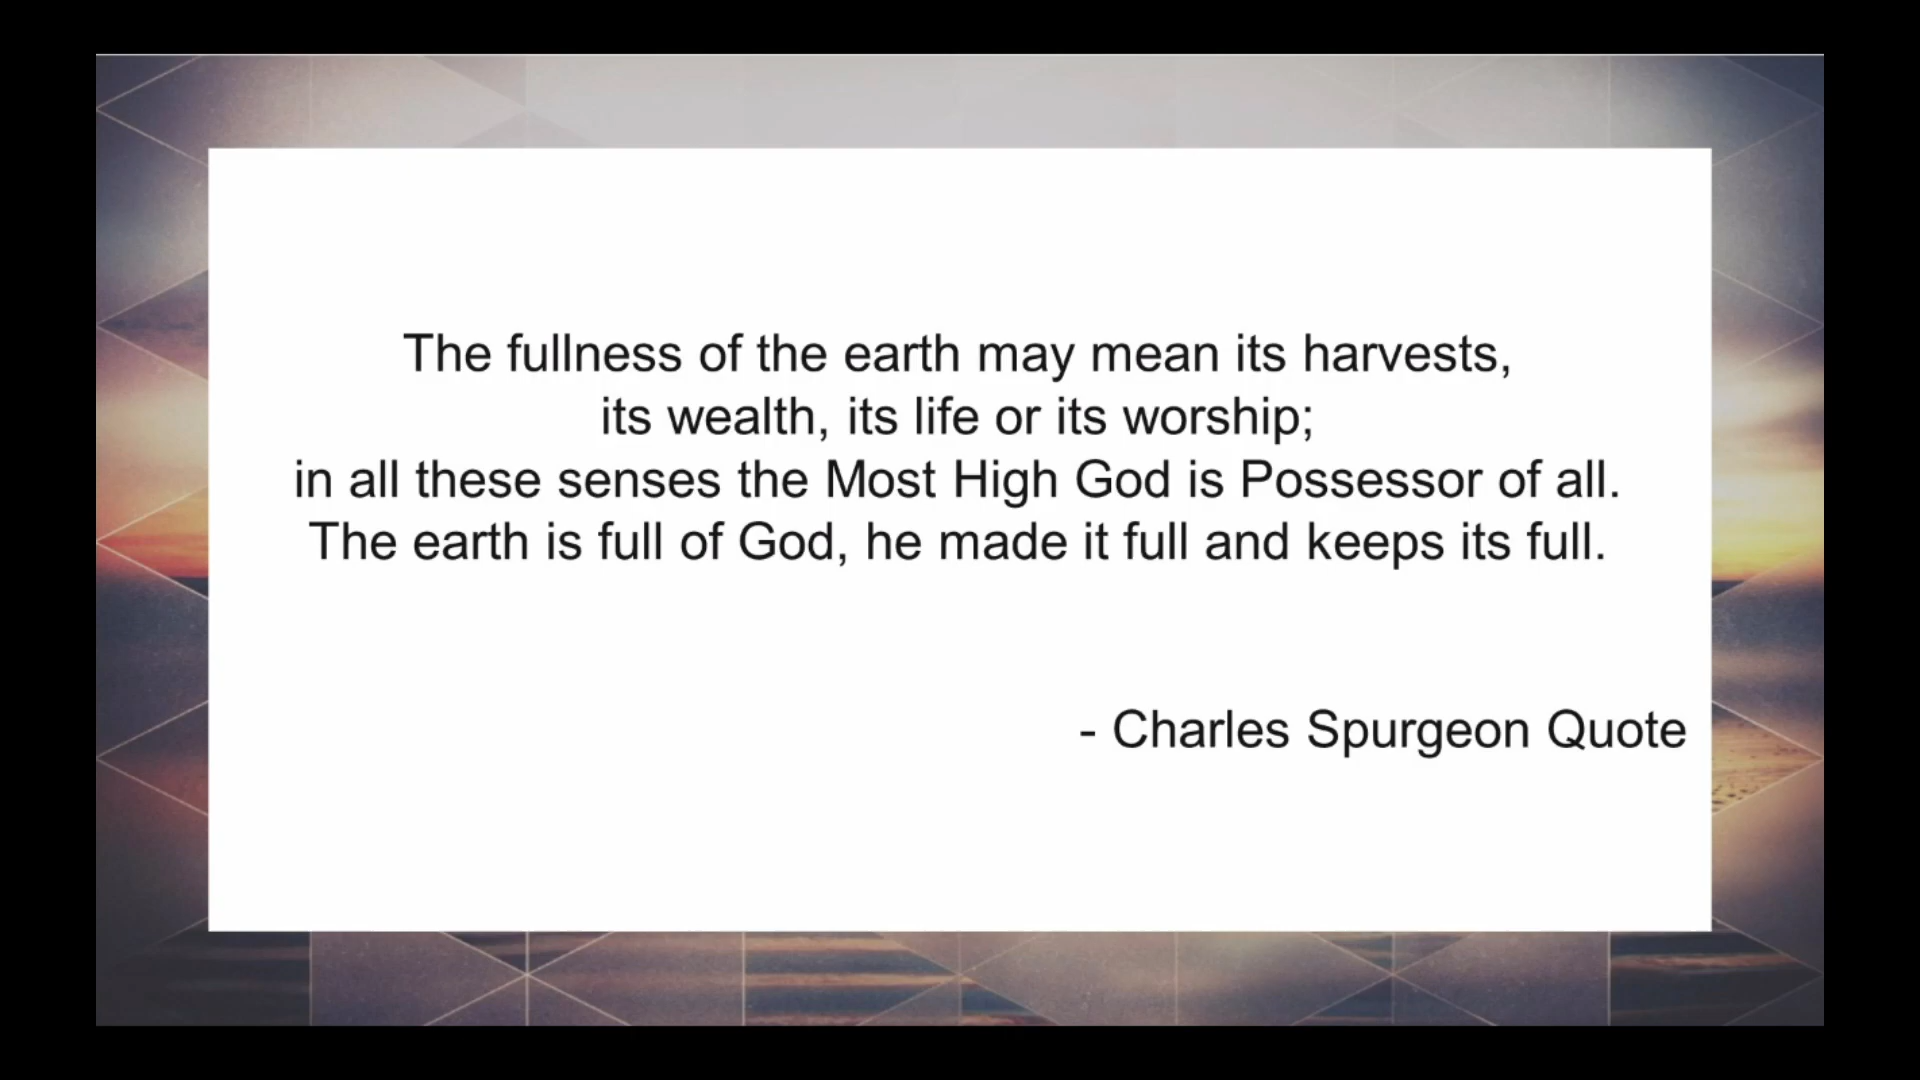 The fullness of the earth may mean its harvests,
its wealth, its life or its worship;
in all these senses the Most High God is Possessor of all.
The earth is full of God, he made it full and keeps its full.
- Charles Spurgeon Quote